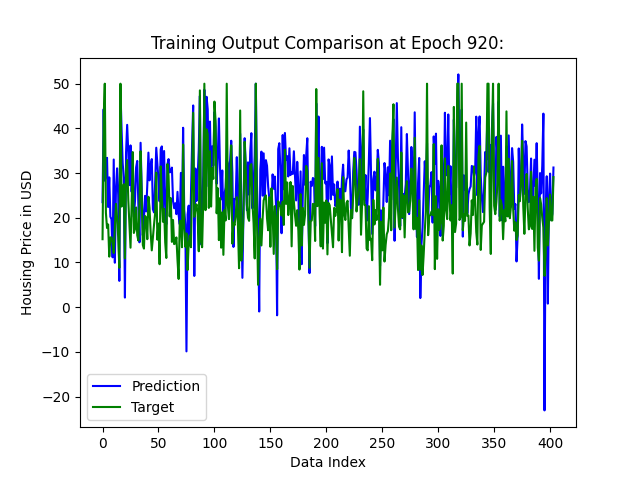 Training Output Comparison at Epoch 920:
Housing Price in USD
50
40
30
20
10
0
−10
−20
Prediction
Target
0 50 100 150 200 250 300 350 400
Data Index